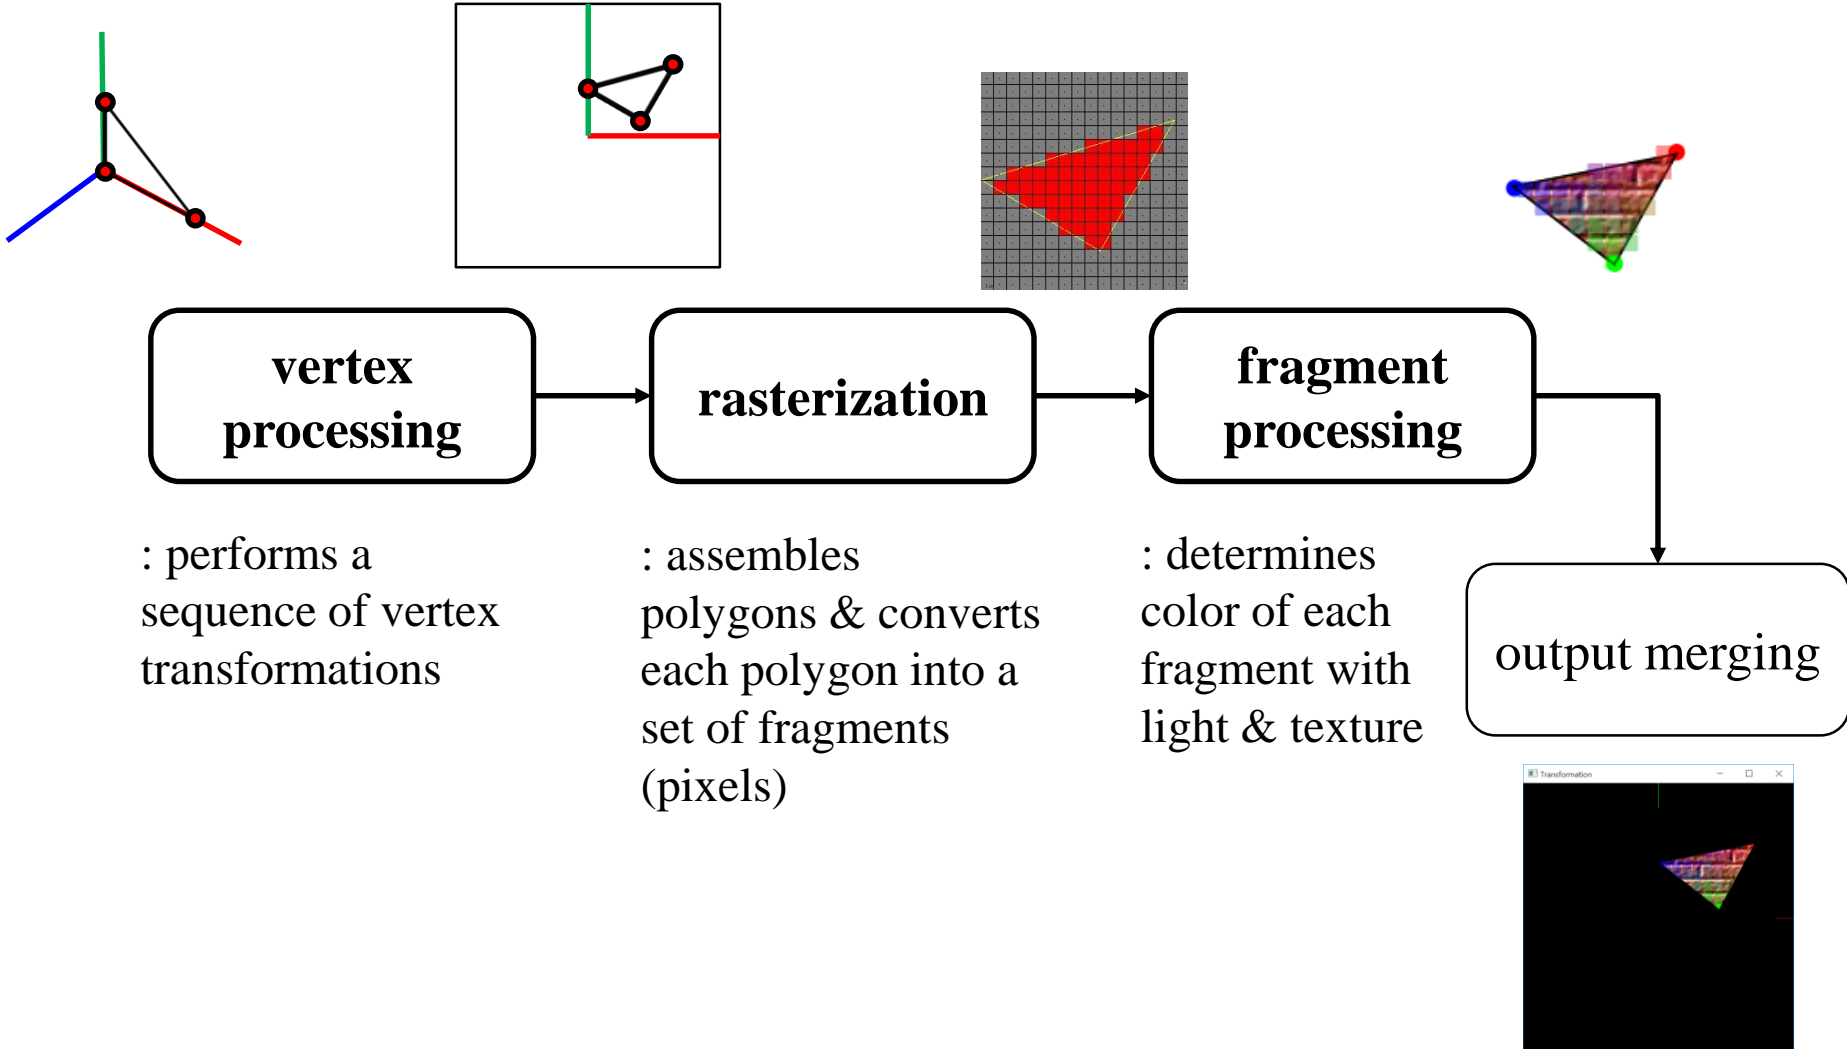 vertex
processing
rasterization
fragment
processing
: performs a
sequence of vertex
transformations
: assembles
polygons & converts
each polygon into a
set of fragments
(pixels)
: determines
color of each
fragment with
light & texture
output merging
Transformation